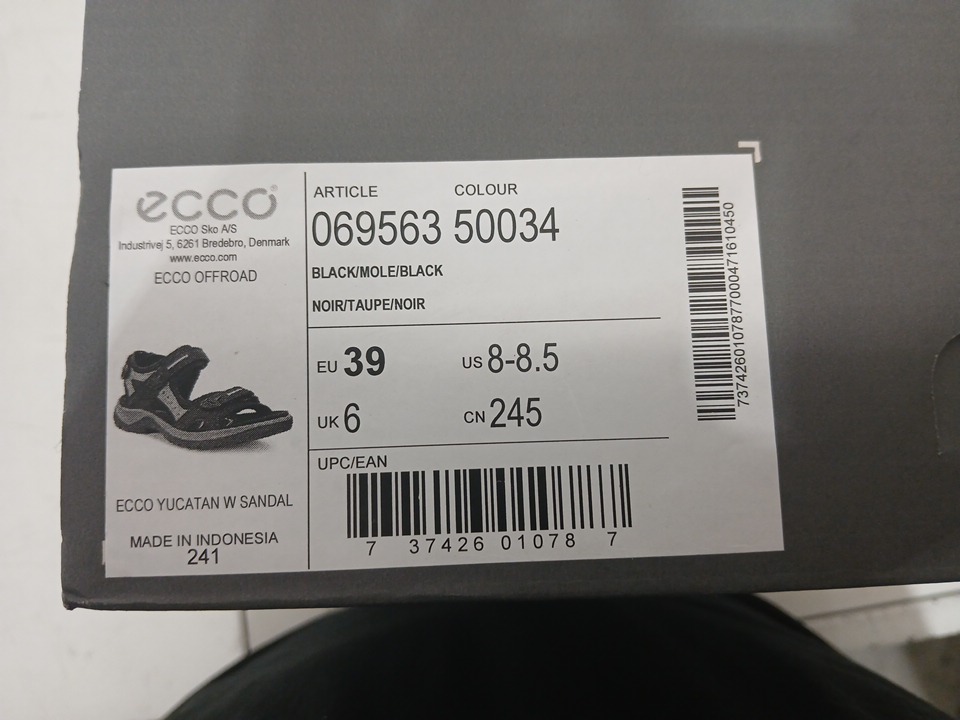 ecco®
ECCO Sko A/S
Industrivej 5, 6261 Bredebro, Denmark
www.ecco.com
ECCO OFFROAD
ECCO YUCATAN W SANDAL
MADE IN INDONESIA
241
ARTICLE COLOUR
069563 50034
BLACK/MOLE/BLACK
NOIR/TAUPE/NOIR
EU 39 US 8-8.5
UK 6 CN 245
UPC/EAN
7 37426 01078 7
7374260107877000471610450